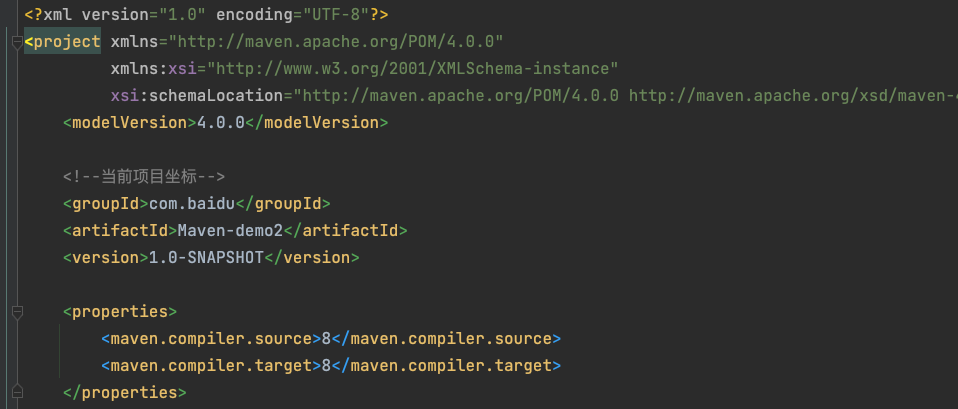 <?xml version="1.0" encoding="UTF-8"?>
<project xmlns="http://maven.apache.org/POM/4.0.0"
xmlns:xsi="http://www.w3.org/2001/XMLSchema-instance"
xsi:schemaLocation="http://maven.apache.org/POM/4.0.0 http://maven.apache.org/xsd/maven-
<modelVersion>4.0.0</modelVersion>
<!--当前项目坐标-->
<groupId>com.baidu</groupId>
<artifactId>Maven-demo2</artifactId>
<version>1.0-SNAPSHOT</version>
<properties>
<maven.compiler.source>8</maven.compiler.source>
<maven.compiler.target>8</maven.compiler.target>
</properties>